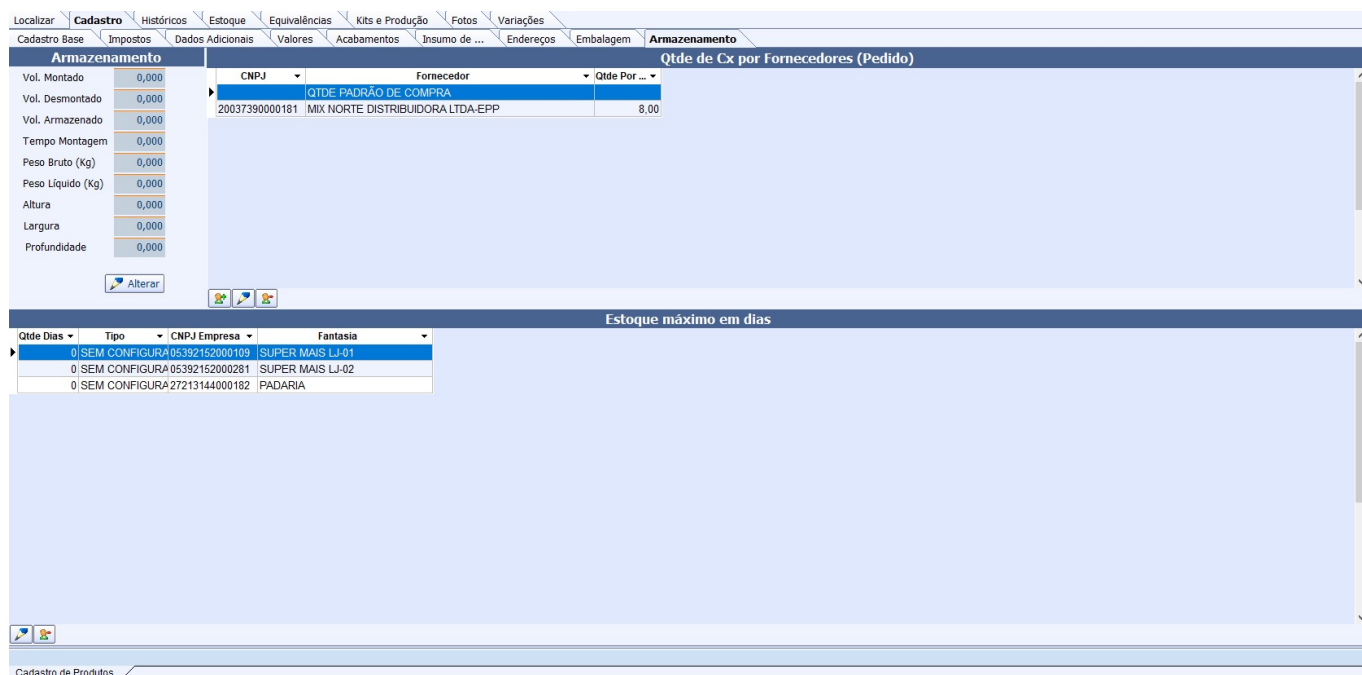 Localizar Cadastro Históricos Estoque Equivalências Kits e Produção Fotos Variações
Cadastro Base Impostos Dados Adicionais Valores Acabamentos Insumo de ... Endereços Embalagem Armazenamento
Armazenamento
Vol. Montado 0,000
Vol. Desmontado 0,000
Vol. Armazenado 0,000
Tempo Montagem 0,000
Peso Bruto (Kg) 0,000
Peso Líquido (Kg) 0,000
Altura 0,000
Largura 0,000
Profundidade 0,000
Alterar
Qtde de Cx por Fornecedores (Pedido)
CNPJ Fornecedor Qtde Por ...
QTDE PADRÃO DE COMPRA
20037390000181 MIX NORTE DISTRIBUIDORA LTDA-EPP 8,00
Estoque máximo em dias
Qtde Dias Tipo CNPJ Empresa Fantasia
0 SEM CONFIGURA 05392152000109 SUPER MAIS LJ-01
0 SEM CONFIGURA 05392152000281 SUPER MAIS LJ-02
0 SEM CONFIGURA 27213144000182 PADARIA
Cadastro de Produtos